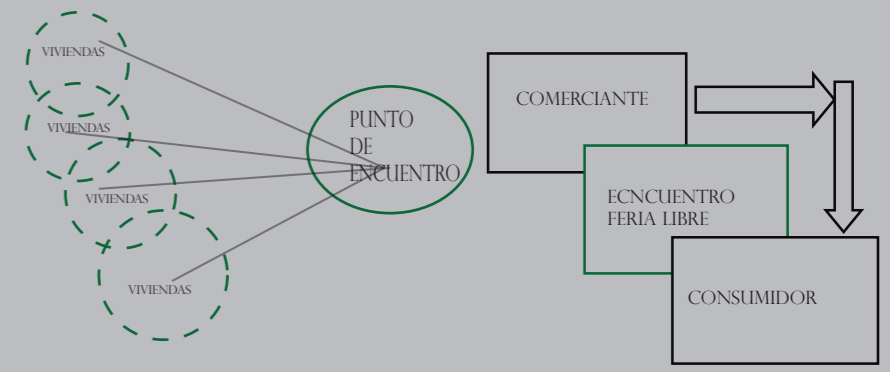 VIVIENDAS
VIVIENDAS
VIVIENDAS
VIVIENDAS
PUNTO
DE
ENCUENTRO
COMERCIANTE
ECNCUENTRO
FERIA LIBRE
CONSUMIDOR